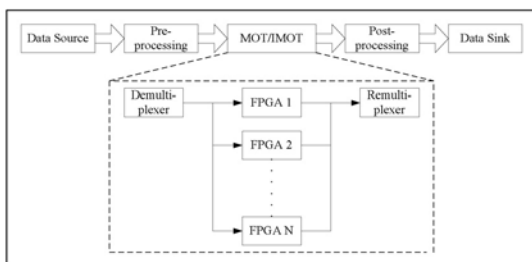 Data Source
Pre-
processing
MOT/IMOT
Post-
processing
Data Sink
Demulti-
plexer
FPGA 1
Remulti-
plexer
FPGA 2
FPGA N